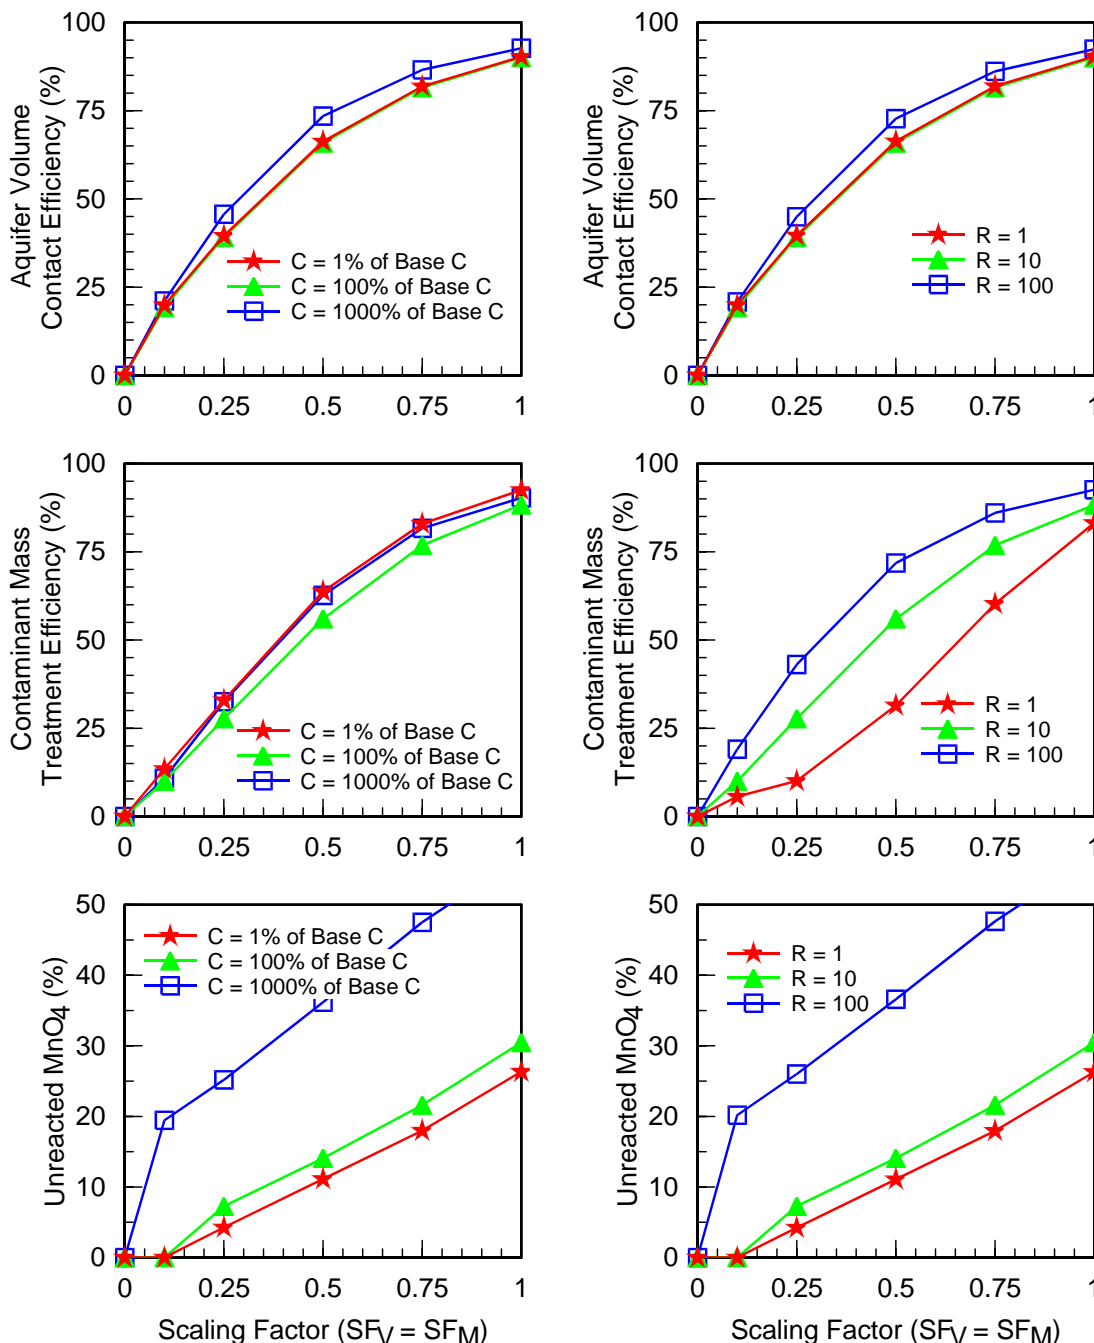 100
75
50
25
0
Aquifer Volume
Contact Efficiency (%)
C = 1% of Base C
C = 100% of Base C
C = 1000% of Base C
0 0.25 0.5 0.75 1
100
75
50
25
0
Aquifer Volume
Contact Efficiency (%)
R = 1
R = 10
R = 100
0 0.25 0.5 0.75 1
100
75
50
25
0
Contaminant Mass
Treatment Efficiency (%)
C = 1% of Base C
C = 100% of Base C
C = 1000% of Base C
0 0.25 0.5 0.75 1
100
75
50
25
0
Contaminant Mass
Treatment Efficiency (%)
R = 1
R = 10
R = 100
0 0.25 0.5 0.75 1
50
40
30
20
10
0
Unreacted MnO4 (%)
C = 1% of Base C
C = 100% of Base C
C = 1000% of Base C
0 0.25 0.5 0.75 1
Scaling Factor (SFV = SFM)
50
40
30
20
10
0
Unreacted MnO4 (%)
R = 1
R = 10
R = 100
0 0.25 0.5 0.75 1
Scaling Factor (SFV = SFM)